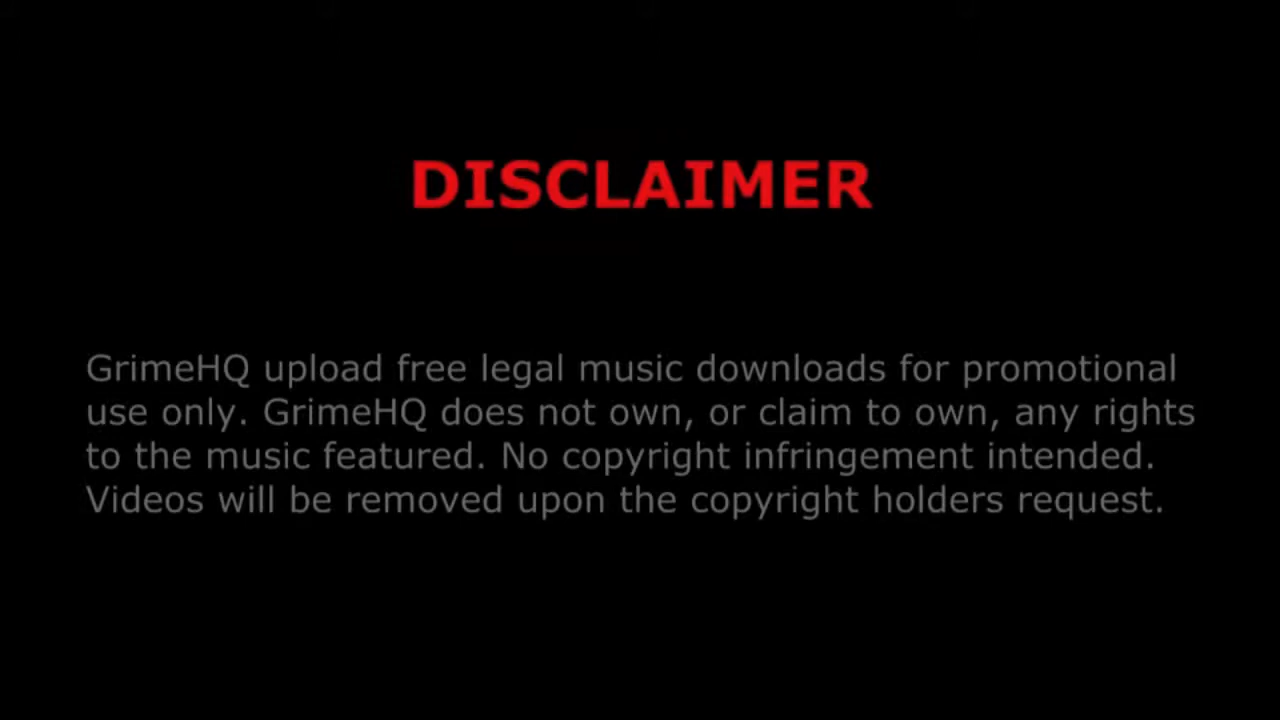 DISCLAIMER
GrimeHQ upload free legal music downloads for promotional
use only. GrimeHQ does not own, or claim to own, any rights
to the music featured. No copyright infringement intended.
Videos will be removed upon the copyright holders request.